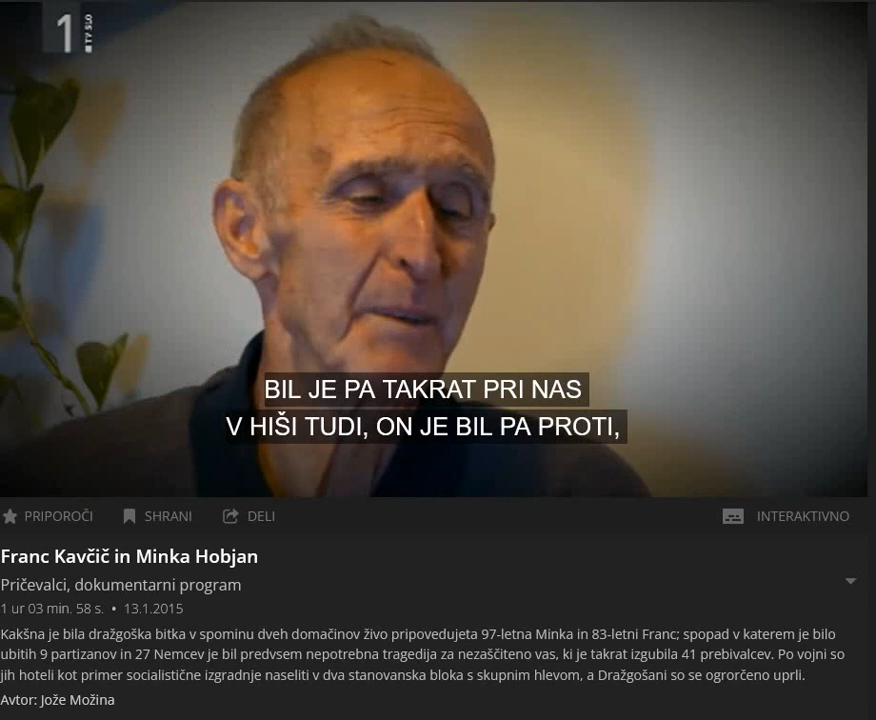 1
TV SLO
BIL JE PA TAKRAT PRI NAS
V HIŠI TUDI, ON JE BIL PA PROTI,
PRIPOROČI SHRANI DELI INTERAKTIVNO
Franc Kavčič in Minka Hobjan
Pričevalci, dokumentarni program
1 ur 03 min. 58 s. • 13.1.2015
Kakšna je bila dražgoška bitka v spominu dveh domačinov živo pripovedujeta 97-letna Minka in 83-letni Franc; spopad v katerem je bilo
ubitih 9 partizanov in 27 Nemcev je bil predvsem nepotrebna tragedija za nezaščiteno vas, ki je takrat izgubila 41 prebivalcev. Po vojni so
jih hoteli kot primer socialistične izgradnje naseliti v dva stanovanska bloka s skupnim hlevom, a Dražgošani so se ogrorčeno uprli.
Avtor: Jože Možina